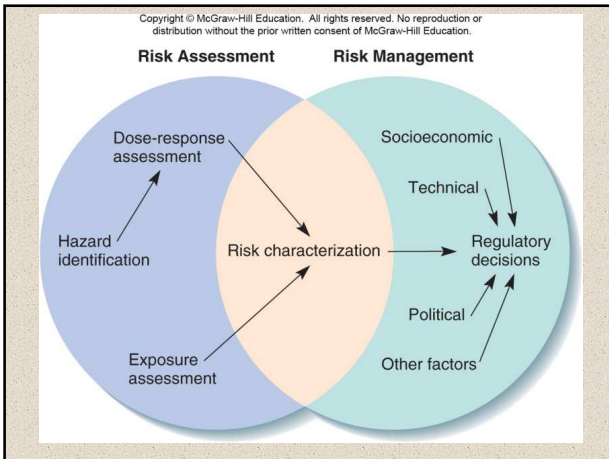 Copyright © McGraw-Hill Education. All rights reserved. No reproduction or
distribution without the prior written consent of McGraw-Hill Education.
Risk Assessment
Risk Management
Dose-response
assessment
Socioeconomic
Technical
Hazard
identification
Risk characterization
Regulatory
decisions
Political
Exposure
assessment
Other factors